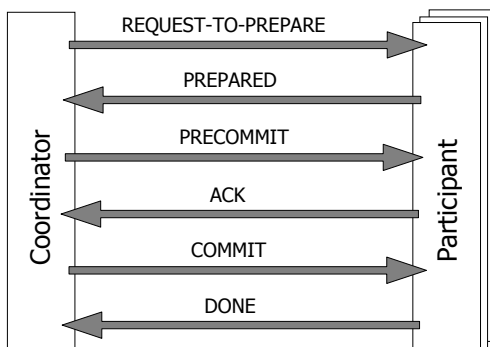 REQUEST-TO-PREPARE
PREPARED
PRECOMMIT
ACK
COMMIT
DONE
Coordinator
Participant